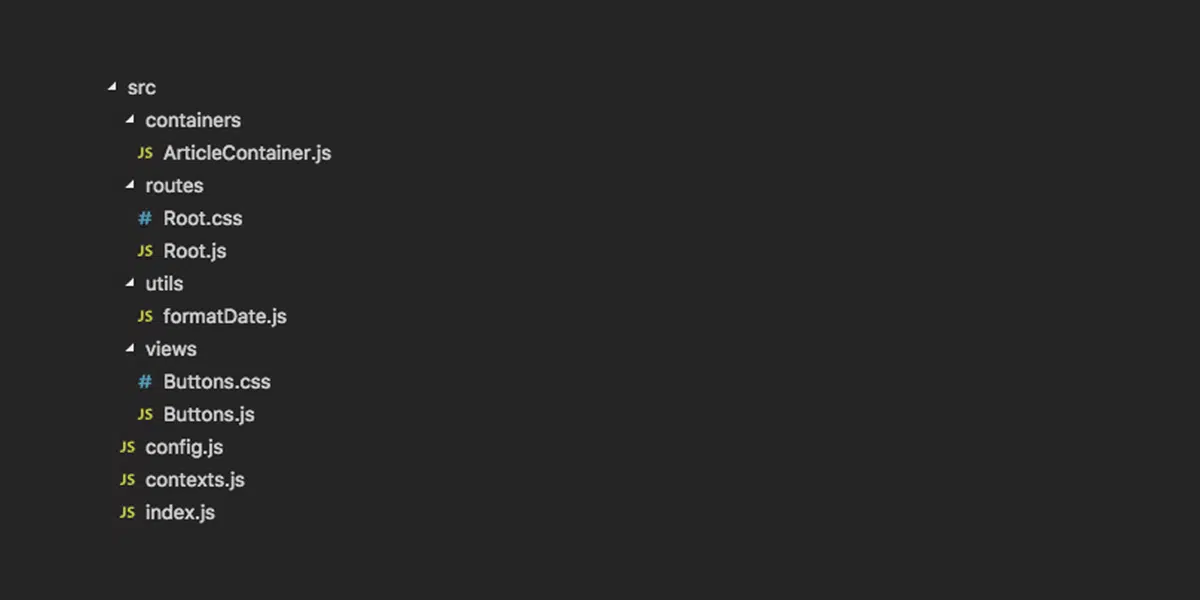 src
containers
JS ArticleContainer.js
routes
# Root.css
JS Root.js
utils
JS formatDate.js
views
# Buttons.css
JS Buttons.js
JS config.js
JS contexts.js
JS index.js